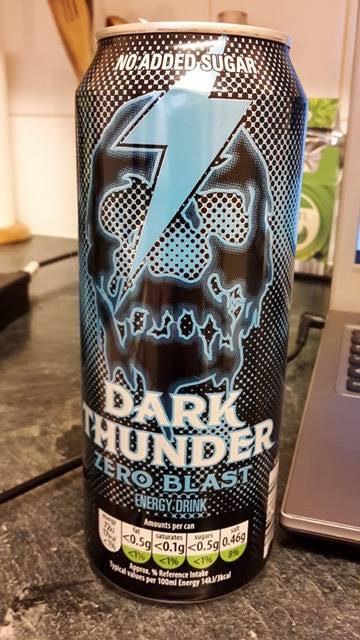 NO ADDED SUGAR
DARK
THUNDER
ZERO BLAST
ENERGY DRINK
Amounts per can
fat saturates sugars salt
<0.5g <0.1g <0.5g 0.46g
<1% <1% <1% <1% 8%
Approx. % Reference Intake
Typical values per 100ml Energy 14kJ/3kcal